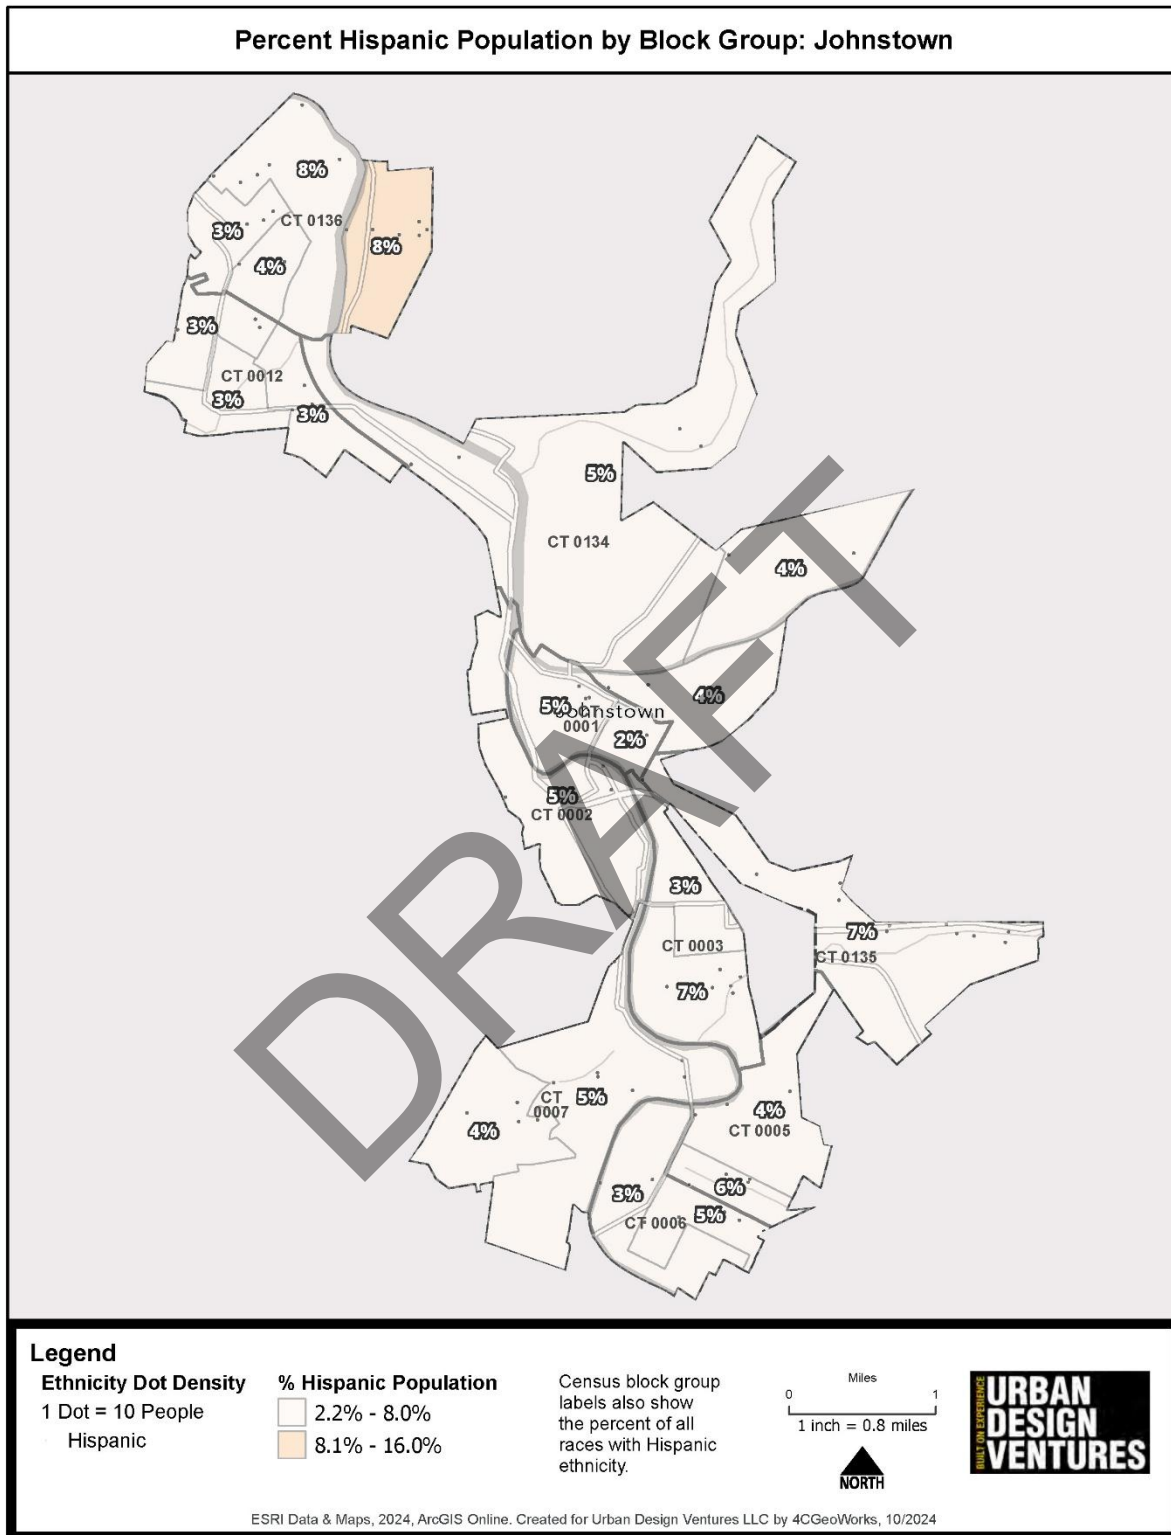 Percent Hispanic Population by Block Group: Johnstown
8%
CT 0136
3%
8%
4%
3%
CT 0012
3%
3%
5%
CT 0134
4%
4%
5%
Johnstown
CT
0001
2%
5%
CT 0002
3%
CT 0003
7%
CT 0135
7%
CT
0007
5%
4%
4%
CT 0005
3%
6%
5%
CT 0006
DRAFT
Legend
Ethnicity Dot Density
1 Dot = 10 People
Hispanic
% Hispanic Population
2.2% - 8.0%
8.1% - 16.0%
Census block group
labels also show
the percent of all
races with Hispanic
ethnicity.
Miles
0 1
1 inch = 0.8 miles
NORTH
BUILT ON EXPERIENCE
URBAN
DESIGN
VENTURES
ESRI Data & Maps, 2024, ArcGIS Online. Created for Urban Design Ventures LLC by 4CGeoWorks, 10/2024